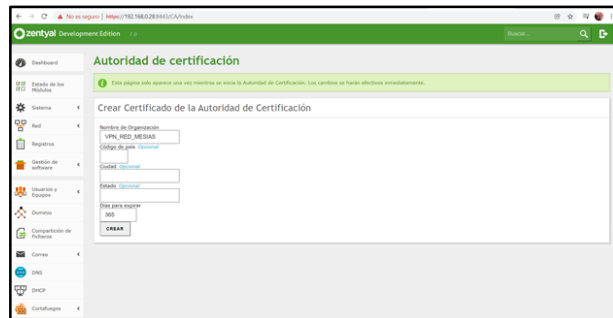 No es seguro | https://192.168.0.28:8443/CA/Index
zentyal Development Edition 7.0
Buscar...
Dashboard
Estado de los
Módulos
Sistema
Red
Registros
Gestión de
software
Usuarios y
Equipos
Dominio
Compartición de
Ficheros
Correo
DNS
DHCP
Cortafuegos
Autoridad de certificación
Esta página solo aparece una vez mientras se inicia la Autoridad de Certificación. Los cambios se harán efectivos inmediatamente.
Crear Certificado de la Autoridad de Certificación
Nombre de Organización
VPN_RED_MESIAS
Código de país Opcional
Ciudad Opcional
Estado Opcional
Días para expirar
365
CREAR